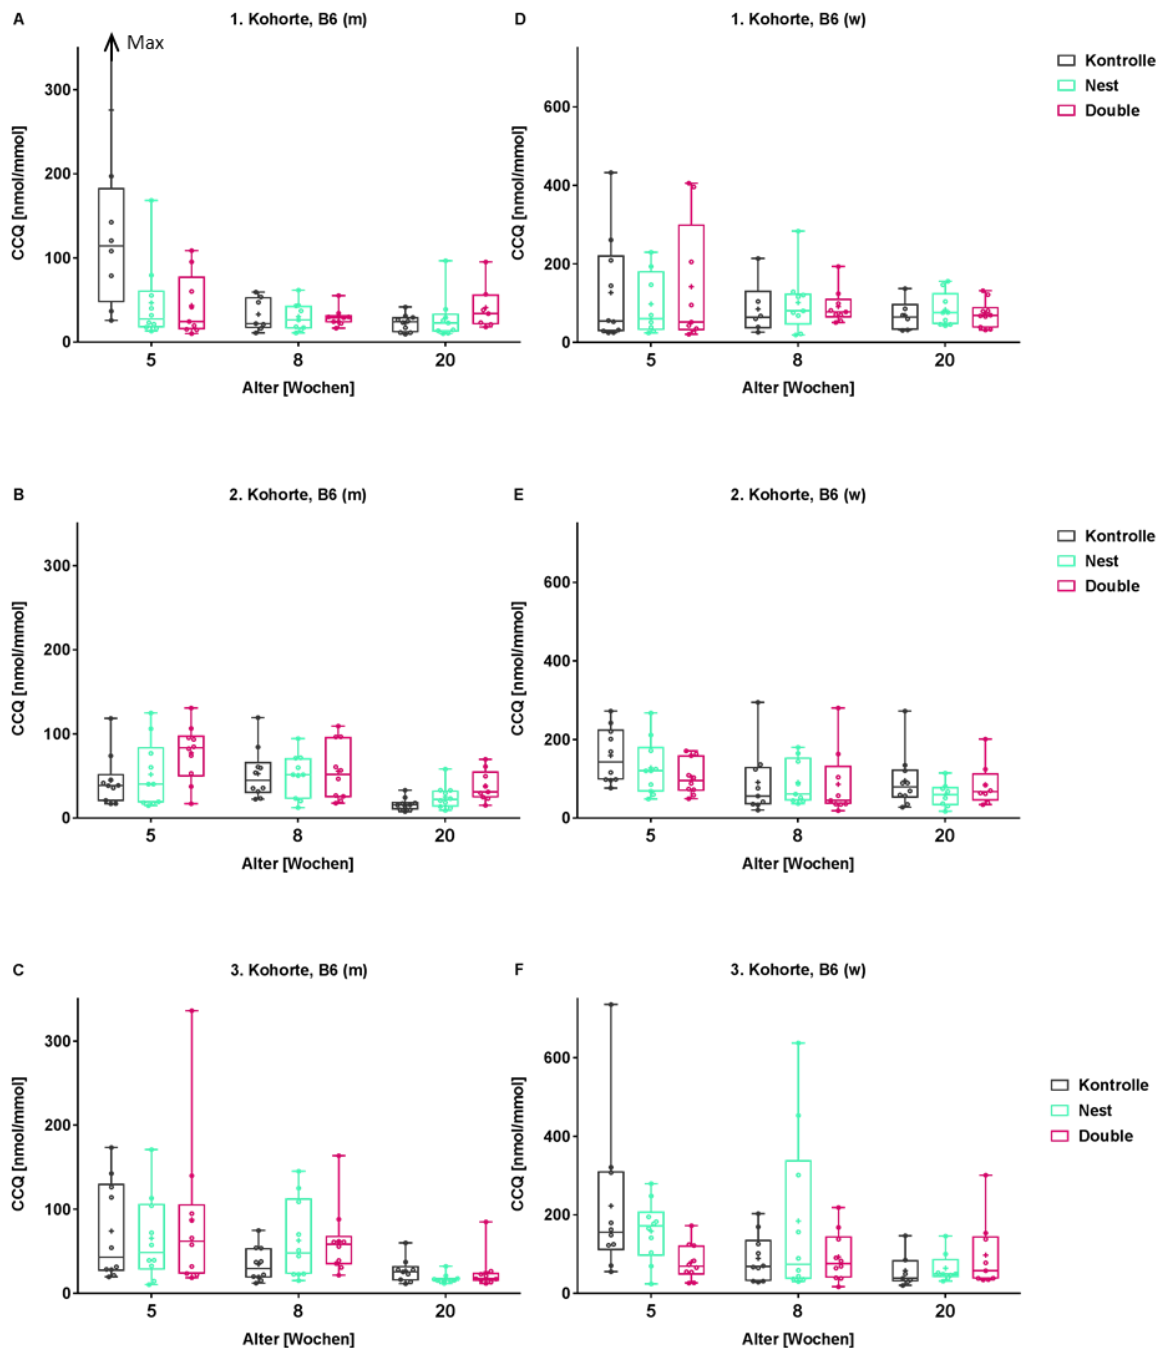 A
1. Kohorte, B6 (m)
Max
CCQ [nmol/mmol]
300
200
100
0
5
8
20
Alter [Wochen]
D
1. Kohorte, B6 (w)
CCQ [nmol/mmol]
600
400
200
0
5
8
20
Alter [Wochen]
Kontrolle
Nest
Double
B
2. Kohorte, B6 (m)
CCQ [nmol/mmol]
300
200
100
0
5
8
20
Alter [Wochen]
E
2. Kohorte, B6 (w)
CCQ [nmol/mmol]
600
400
200
0
5
8
20
Alter [Wochen]
Kontrolle
Nest
Double
C
3. Kohorte, B6 (m)
CCQ [nmol/mmol]
300
200
100
0
5
8
20
Alter [Wochen]
F
3. Kohorte, B6 (w)
CCQ [nmol/mmol]
600
400
200
0
5
8
20
Alter [Wochen]
Kontrolle
Nest
Double